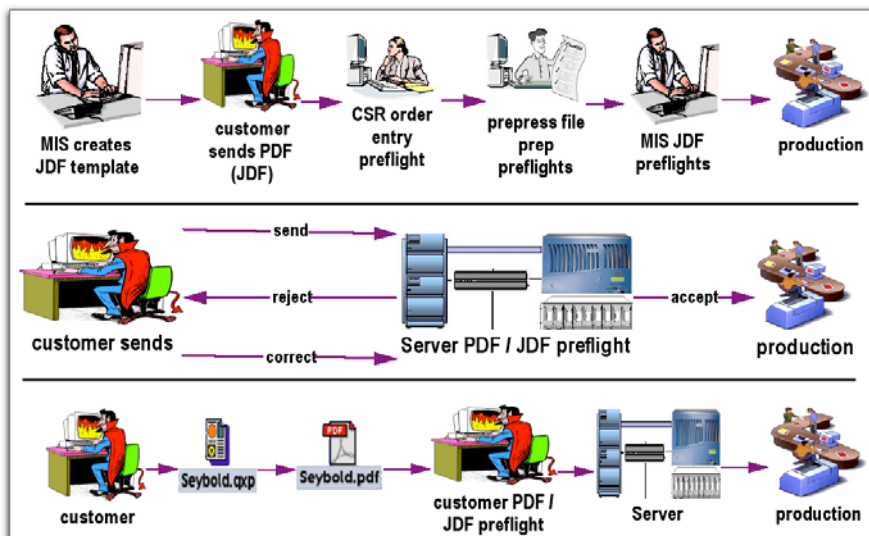 MIS creates
JDF template
customer
sends PDF
(JDF)
CSR order
entry
preflight
prepress file
prep
preflights
MIS JDF
preflights
production
send
reject
accept
correct
customer sends
Server PDF / JDF preflight
production
customer
Seybold.qxp
PDF
Seybold.pdf
customer PDF /
JDF preflight
Server
production